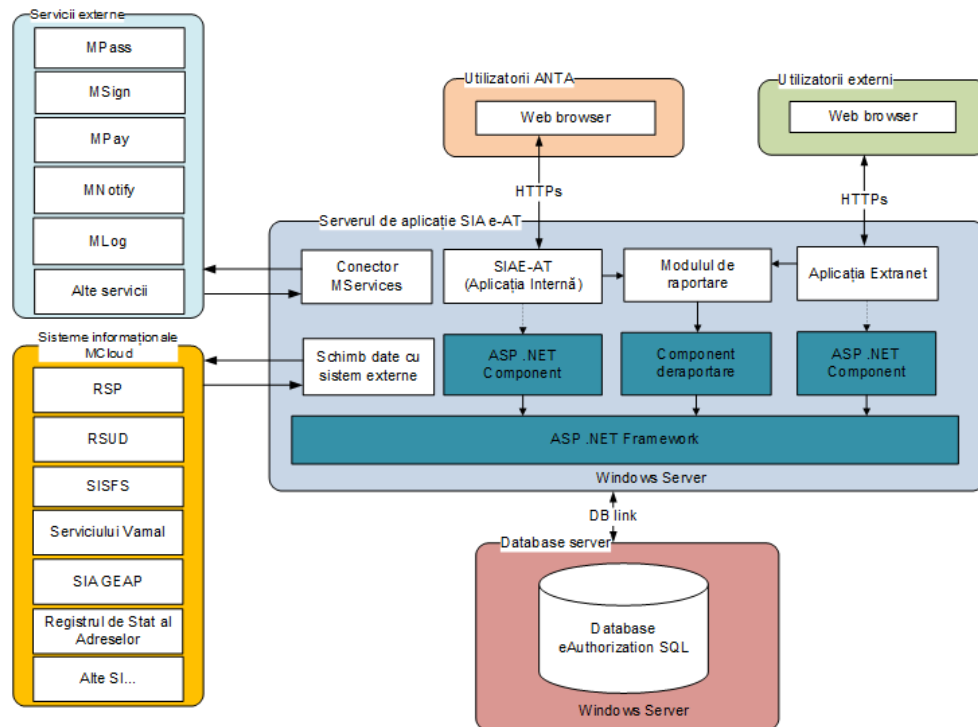 Servicii externe
MPass
MSign
MPay
MNotify
MLog
Alte servicii
Sisteme informaționale
MCloud
RSP
RSUD
SISFS
Serviciului Vamal
SIA GEAP
Registrul de Stat al
Adreselor
Alte SI...
Utilizatorii ANTA
Web browser
HTTPs
Utilizatorii externi
Web browser
HTTPs
Serverul de aplicație SIA e-AT
Conector
MServices
SIAE-AT
(Aplicația Internă)
Modulul de
raportare
Aplicația Extranet
Schimb date cu
sistem externe
ASP .NET
Component
Component
deraportare
ASP .NET
Component
ASP .NET Framework
Windows Server
DB link
Database server
Database
eAuthorization SQL
Windows Server